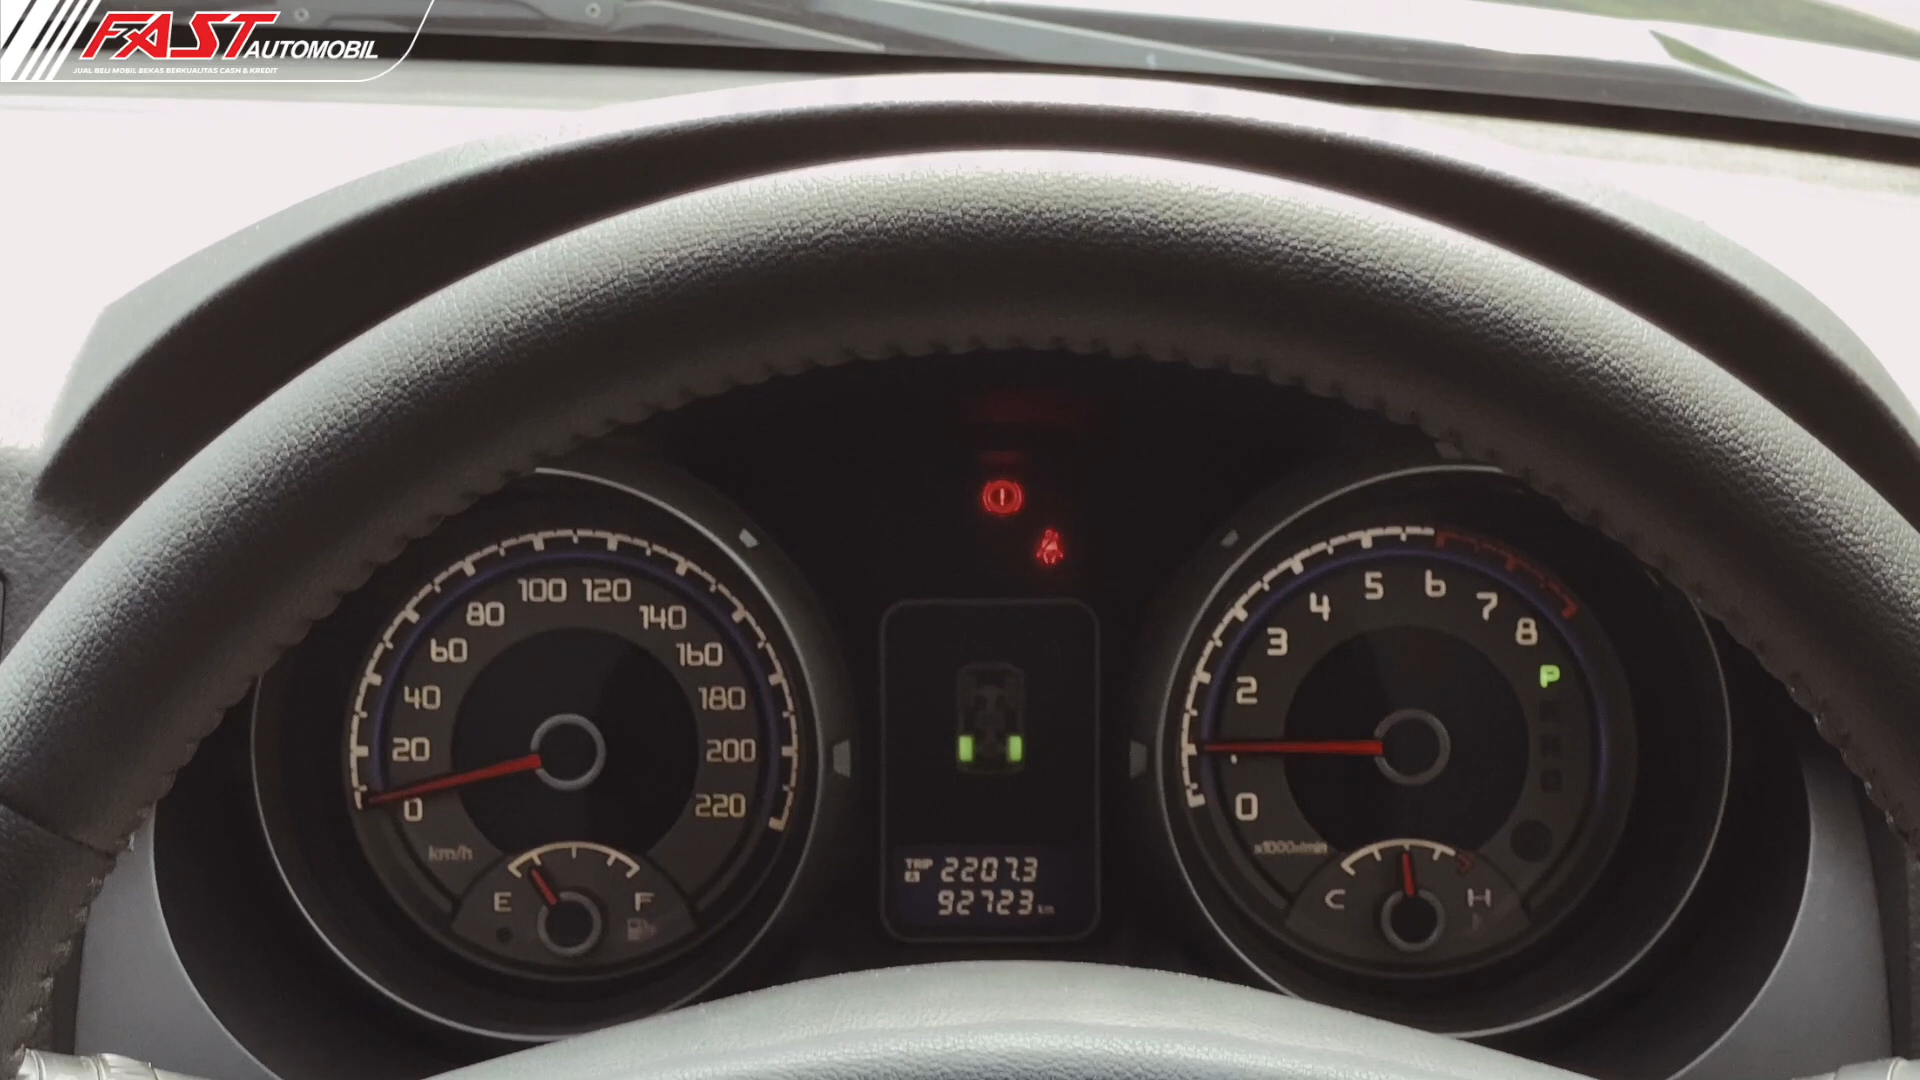 FAST AUTOMOBIL
JUAL BELI MOBIL BEKAS BERKUALITAS CASH & KREDIT
0
20
40
60
80
100
120
140
160
180
200
220
km/h
E
F
TRIP 2207.3
92723 km
0
2
3
4
5
6
7
8
P
x1000r/min
C
H